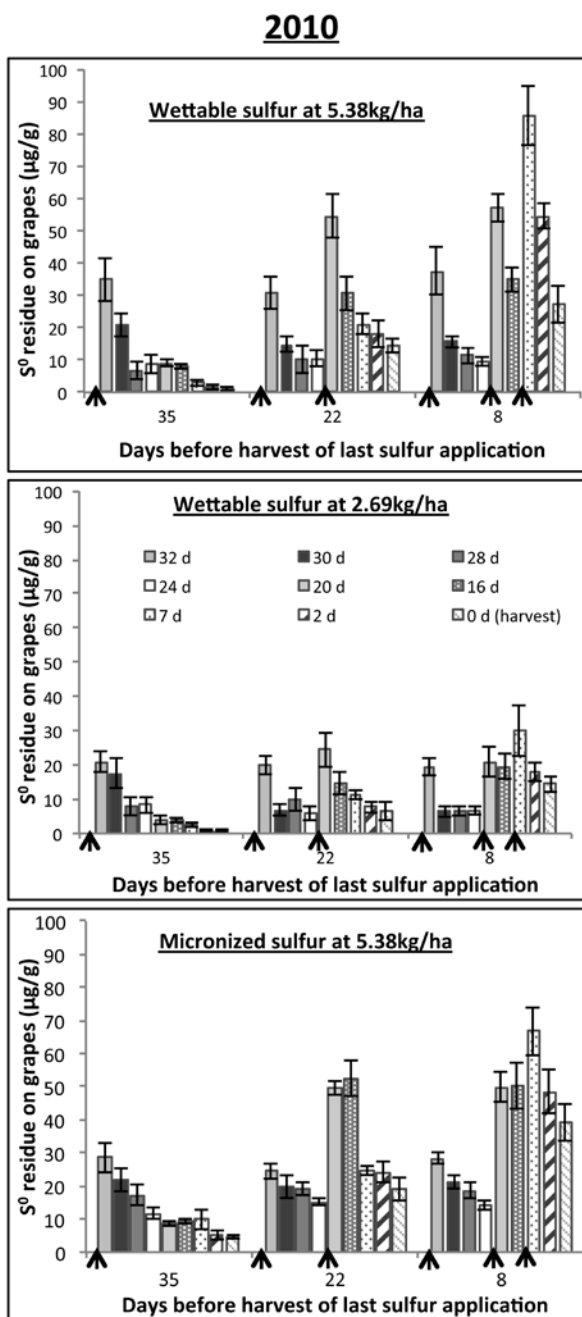 2010
Wettable sulfur at 5.38kg/ha
S⁰ residue on grapes (µg/g)
100
90
80
70
60
50
40
30
20
10
0
35 22 8
Days before harvest of last sulfur application
Wettable sulfur at 2.69kg/ha
S⁰ residue on grapes (µg/g)
100
90
80
70
60
50
40
30
20
10
0
32 d 30 d 28 d
24 d 20 d 16 d
7 d 2 d 0 d (harvest)
35 22 8
Days before harvest of last sulfur application
Micronized sulfur at 5.38kg/ha
S⁰ residue on grapes (µg/g)
100
90
80
70
60
50
40
30
20
10
0
35 22 8
Days before harvest of last sulfur application